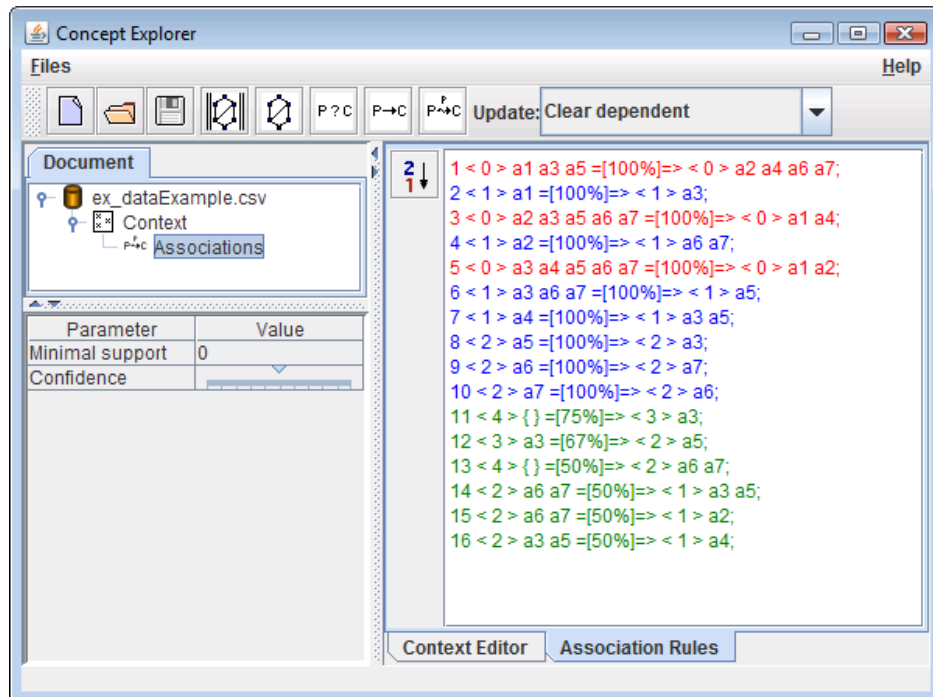 Concept Explorer
Files Help
P?C P→C P→C Update: Clear dependent
Document
ex_dataExample.csv
Context
P→C Associations
Parameter Value
Minimal support 0
Confidence
2 1
1 < 0 > a1 a3 a5 =[100%]=> < 0 > a2 a4 a6 a7;
2 < 1 > a1 =[100%]=> < 1 > a3;
3 < 0 > a2 a3 a5 a6 a7 =[100%]=> < 0 > a1 a4;
4 < 1 > a2 =[100%]=> < 1 > a6 a7;
5 < 0 > a3 a4 a5 a6 a7 =[100%]=> < 0 > a1 a2;
6 < 1 > a3 a6 a7 =[100%]=> < 1 > a5;
7 < 1 > a4 =[100%]=> < 1 > a3 a5;
8 < 2 > a5 =[100%]=> < 2 > a3;
9 < 2 > a6 =[100%]=> < 2 > a7;
10 < 2 > a7 =[100%]=> < 2 > a6;
11 < 4 > { } =[75%]=> < 3 > a3;
12 < 3 > a3 =[67%]=> < 2 > a5;
13 < 4 > { } =[50%]=> < 2 > a6 a7;
14 < 2 > a6 a7 =[50%]=> < 1 > a3 a5;
15 < 2 > a6 a7 =[50%]=> < 1 > a2;
16 < 2 > a3 a5 =[50%]=> < 1 > a4;
Context Editor Association Rules